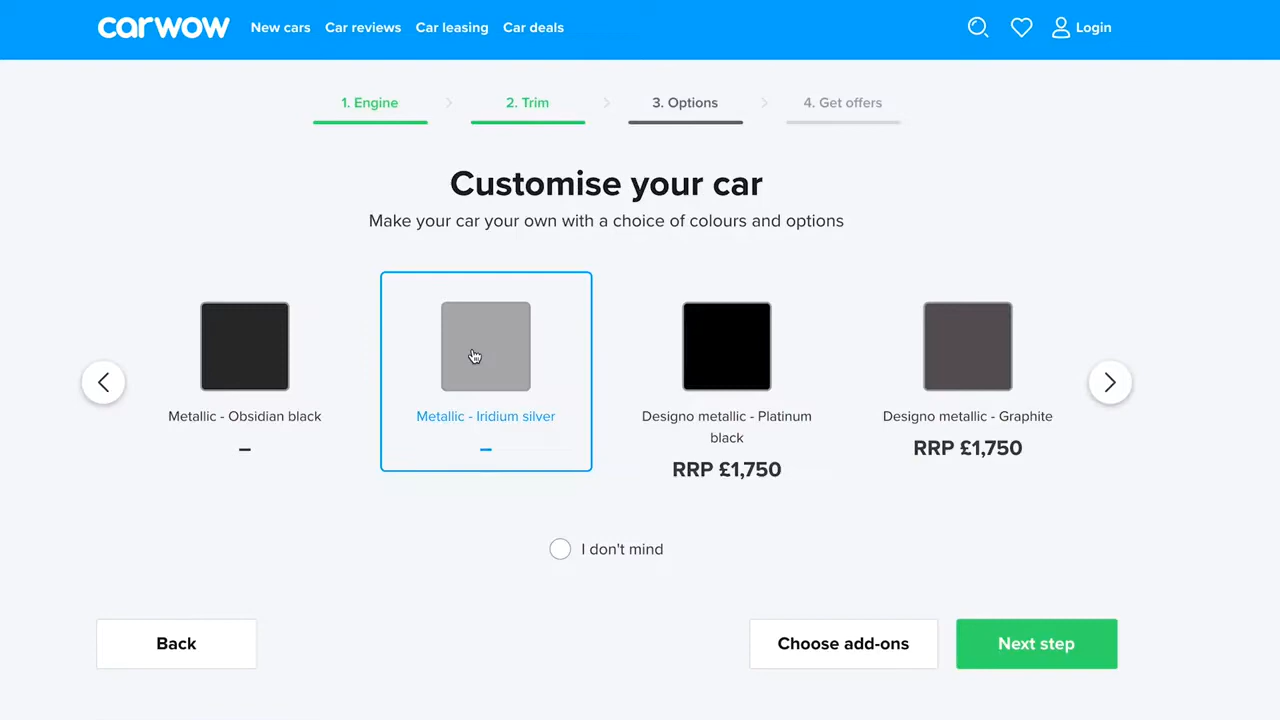 carwow New cars Car reviews Car leasing Car deals Login
1. Engine 2. Trim 3. Options 4. Get offers
Customise your car
Make your car your own with a choice of colours and options
Metallic - Obsidian black
–
Metallic - Iridium silver
–
Designo metallic - Platinum
black
RRP £1,750
Designo metallic - Graphite
RRP £1,750
I don't mind
Back Choose add-ons Next step